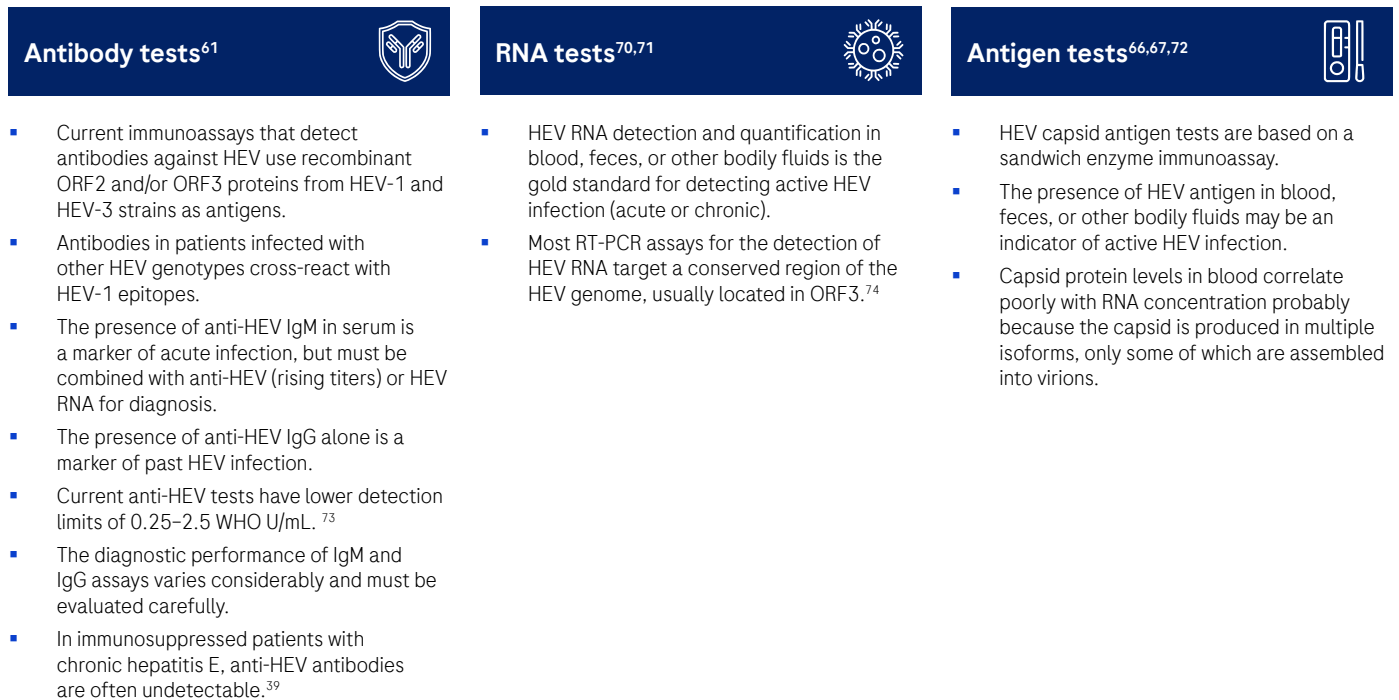 Antibody tests61
▪ Current immunoassays that detect
antibodies against HEV use recombinant
ORF2 and/or ORF3 proteins from HEV-1 and
HEV-3 strains as antigens.
▪ Antibodies in patients infected with
other HEV genotypes cross-react with
HEV-1 epitopes.
▪ The presence of anti-HEV IgM in serum is
a marker of acute infection, but must be
combined with anti-HEV (rising titers) or HEV
RNA for diagnosis.
▪ The presence of anti-HEV IgG alone is a
marker of past HEV infection.
▪ Current anti-HEV tests have lower detection
limits of 0.25–2.5 WHO U/mL. 73
▪ The diagnostic performance of IgM and
IgG assays varies considerably and must be
evaluated carefully.
▪ In immunosuppressed patients with
chronic hepatitis E, anti-HEV antibodies
are often undetectable.39
RNA tests70,71
▪ HEV RNA detection and quantification in
blood, feces, or other bodily fluids is the
gold standard for detecting active HEV
infection (acute or chronic).
▪ Most RT-PCR assays for the detection of
HEV RNA target a conserved region of the
HEV genome, usually located in ORF3.74
Antigen tests66,67,72
▪ HEV capsid antigen tests are based on a
sandwich enzyme immunoassay.
▪ The presence of HEV antigen in blood,
feces, or other bodily fluids may be an
indicator of active HEV infection.
▪ Capsid protein levels in blood correlate
poorly with RNA concentration probably
because the capsid is produced in multiple
isoforms, only some of which are assembled
into virions.